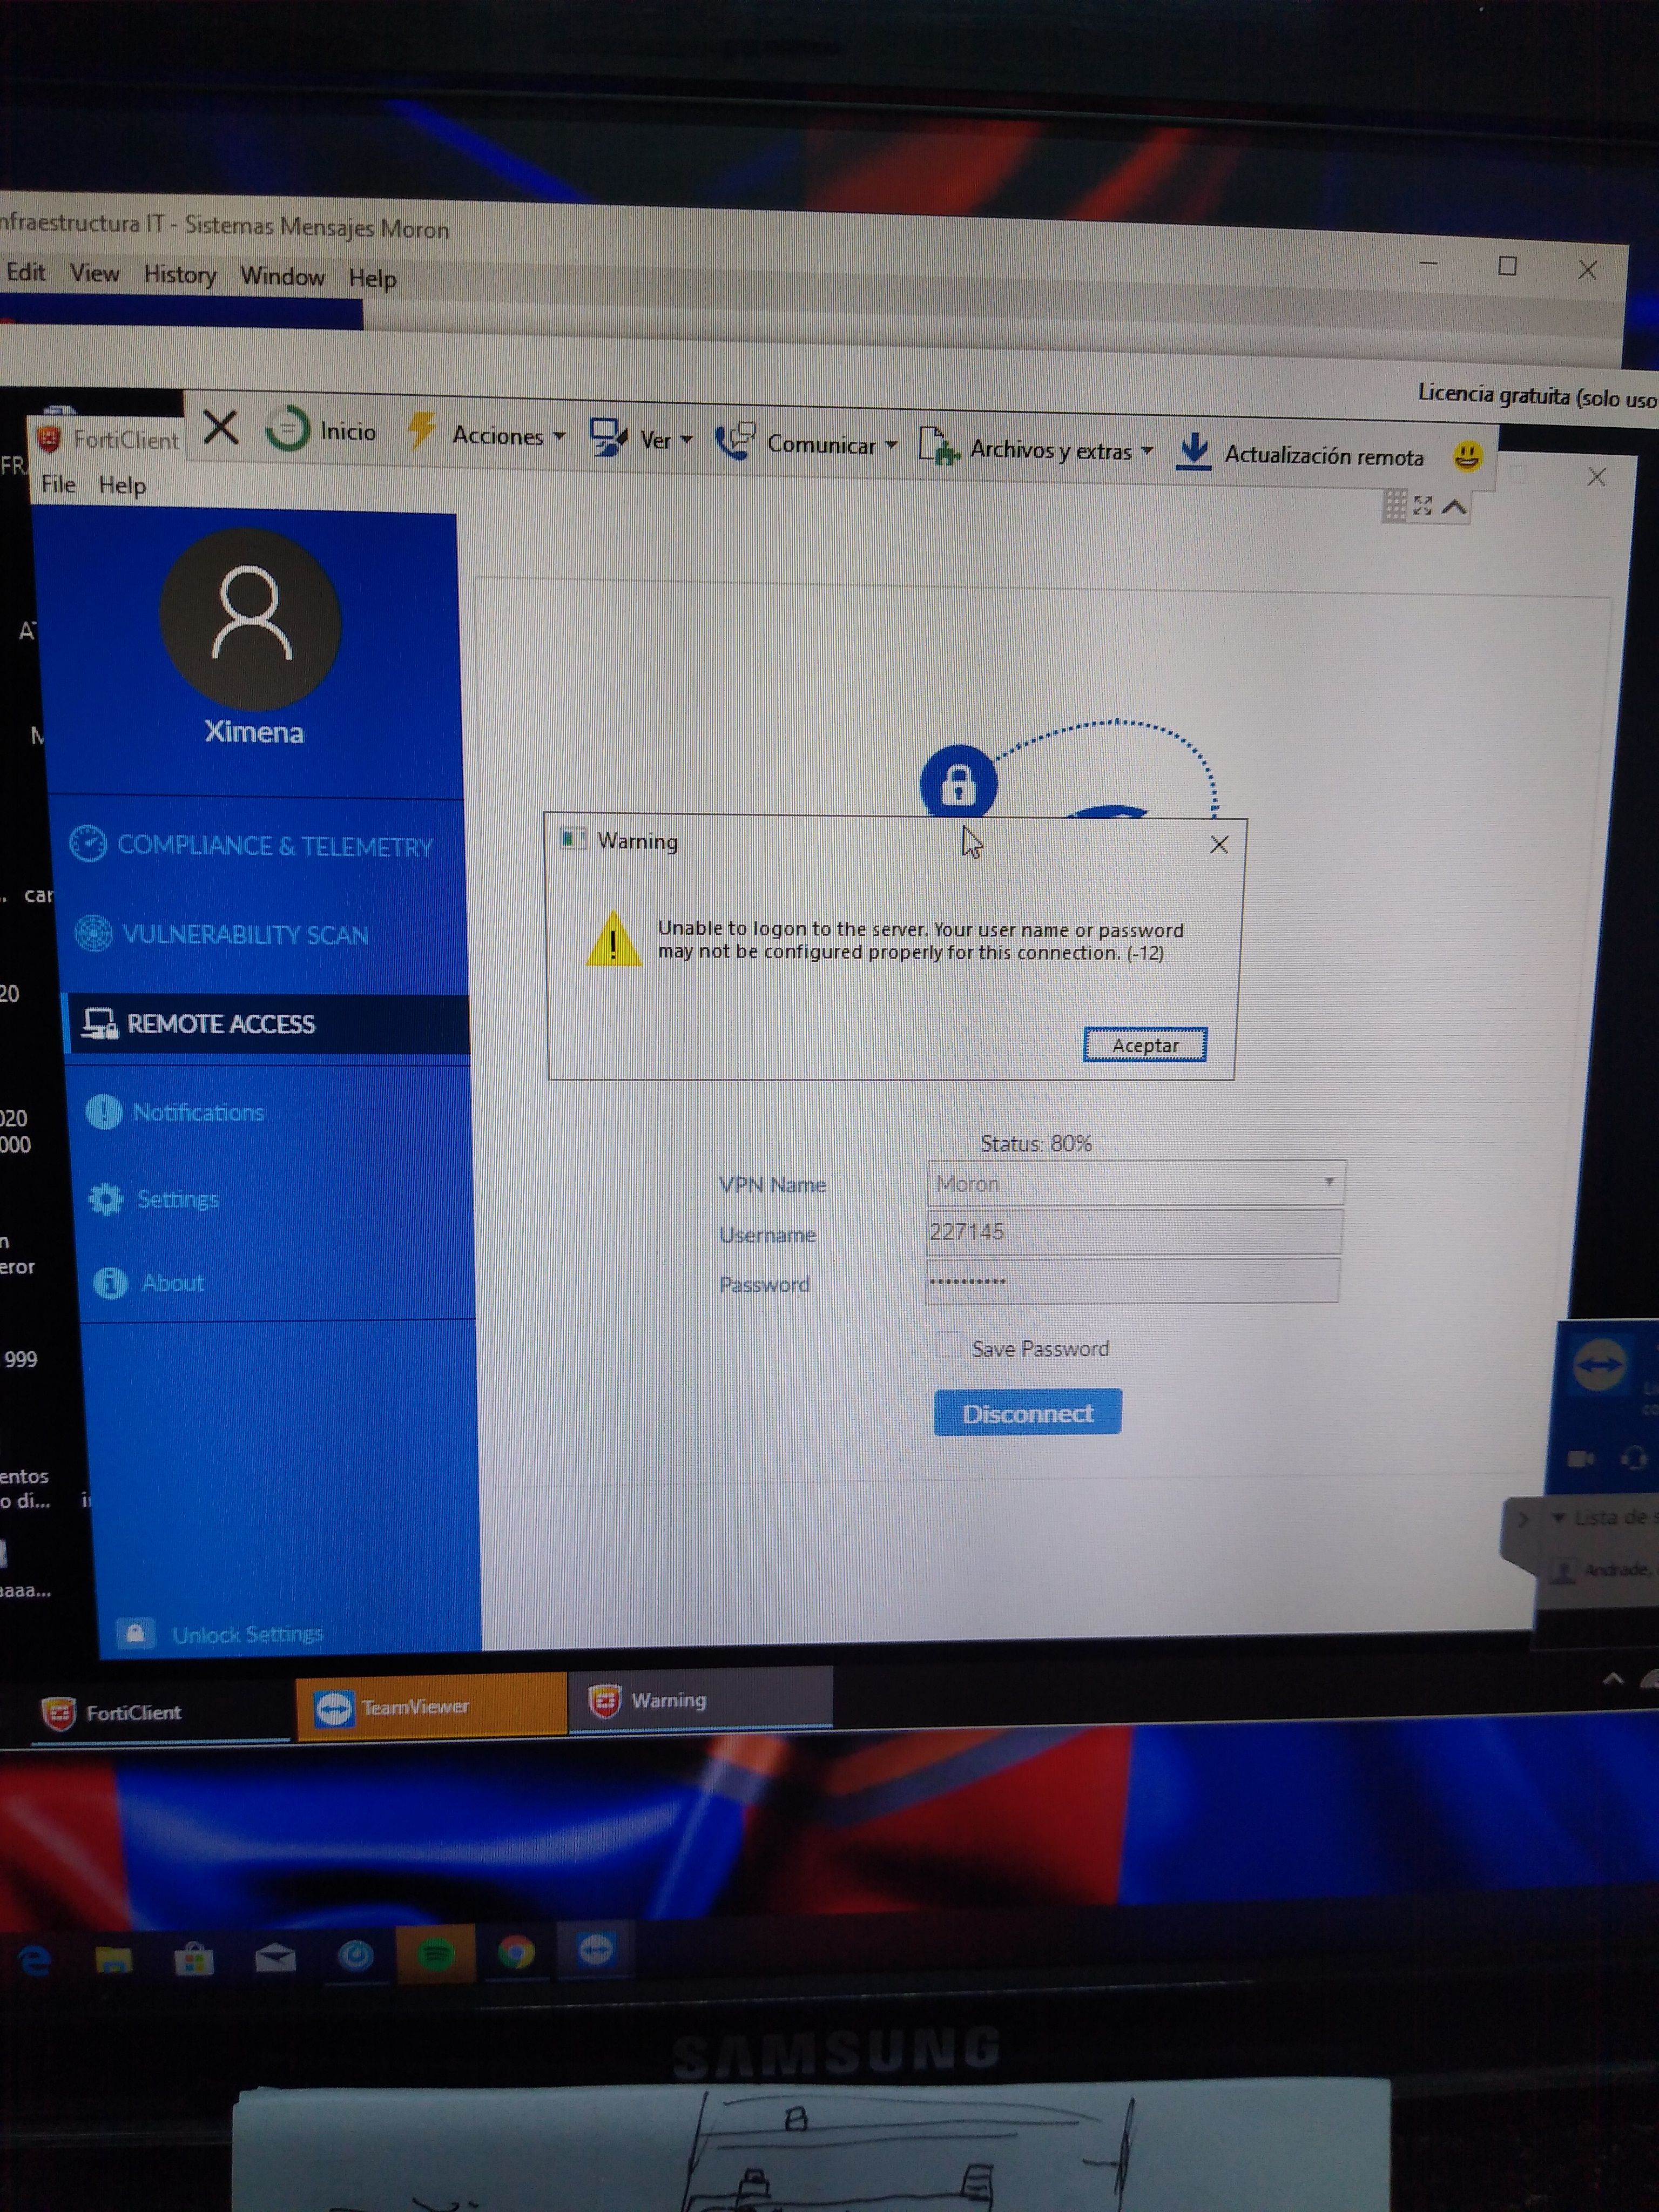 nfraestructura IT - Sistemas Mensajes Moron
Edit View History Window Help
Licencia gratuita (solo uso
FortiClient
Inicio Acciones Ver Comunicar Archivos y extras Actualización remota
FR
File Help
Ximena
COMPLIANCE & TELEMETRY
.. car
VULNERABILITY SCAN
20
REMOTE ACCESS
Warning
Unable to logon to the server. Your user name or password
may not be configured properly for this connection. (-12)
Aceptar
Notifications
020
000
Settings
eror
About
999
Status: 80%
VPN Name Moron
Username 227145
Password ••••••••••
Save Password
Disconnect
entos
o di...
aaaa...
Unlock Settings
Lista de s
Andrade,
FortiClient TeamViewer Warning
SAMSUNG
B